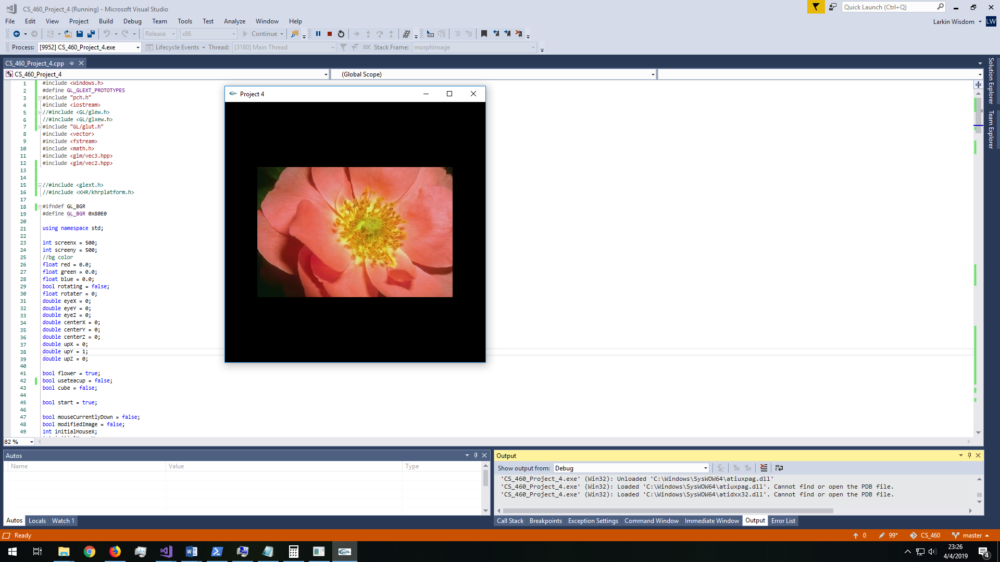 CS_460_Project_4 (Running) - Microsoft Visual Studio
Quick Launch (Ctrl+Q)
File Edit View Project Build Debug Team Tools Test Analyze Window Help
Larkin Wisdom LW
Release x86 Continue
Process: [9952] CS_460_Project_4.exe Lifecycle Events Thread: [3180] Main Thread Stack Frame: morphImage
CS_460_Project_4.cpp
CS_460_Project_4 (Global Scope)
Solution Explorer
Team Explorer
Project 4
1 #include <Windows.h>
2 #define GL_GLEXT_PROTOTYPES
3 #include "pch.h"
4 #include <iostream>
5 //#include <GL/glew.h>
6 //#include <GL/glxew.h>
7 #include "GL/glut.h"
8 #include <vector>
9 #include <fstream>
10 #include <math.h>
11 #include <glm/vec3.hpp>
12 #include <glm/vec2.hpp>
13
14
15 //#include <glext.h>
16 //#include <KHR/khrplatform.h>
17
18 #ifndef GL_BGR
19 #define GL_BGR 0x80E0
20
21 using namespace std;
22
23 int screenx = 500;
24 int screeny = 500;
25 //bg color
26 float red = 0.0;
27 float green = 0.0;
28 float blue = 0.0;
29 bool rotating = false;
30 float rotater = 0;
31 double eyeX = 0;
32 double eyeY = 0;
33 double eyeZ = 0;
34 double centerX = 0;
35 double centerY = 0;
36 double centerZ = 0;
37 double upX = 0;
38 double upY = 1;
39 double upZ = 0;
40
41 bool flower = true;
42 bool useteacup = false;
43 bool cube = false;
44
45 bool start = true;
46
47 bool mouseCurrentlyDown = false;
48 bool modifiedImage = false;
49 int initialMouseX;
82 %
Autos
Name Value Type
Autos Locals Watch 1
Output
Show output from: Debug
'CS_460_Project_4.exe' (Win32): Unloaded 'C:\Windows\SysWOW64\atiuxpag.dll'
'CS_460_Project_4.exe' (Win32): Loaded 'C:\Windows\SysWOW64\atiuxpag.dll'. Cannot find or open the PDB file.
'CS_460_Project_4.exe' (Win32): Loaded 'C:\Windows\SysWOW64\atidxx32.dll'. Cannot find or open the PDB file.
Call Stack Breakpoints Exception Settings Command Window Immediate Window Output Error List
Ready
0 99* CS_460 master
23:26
4/4/2019
4